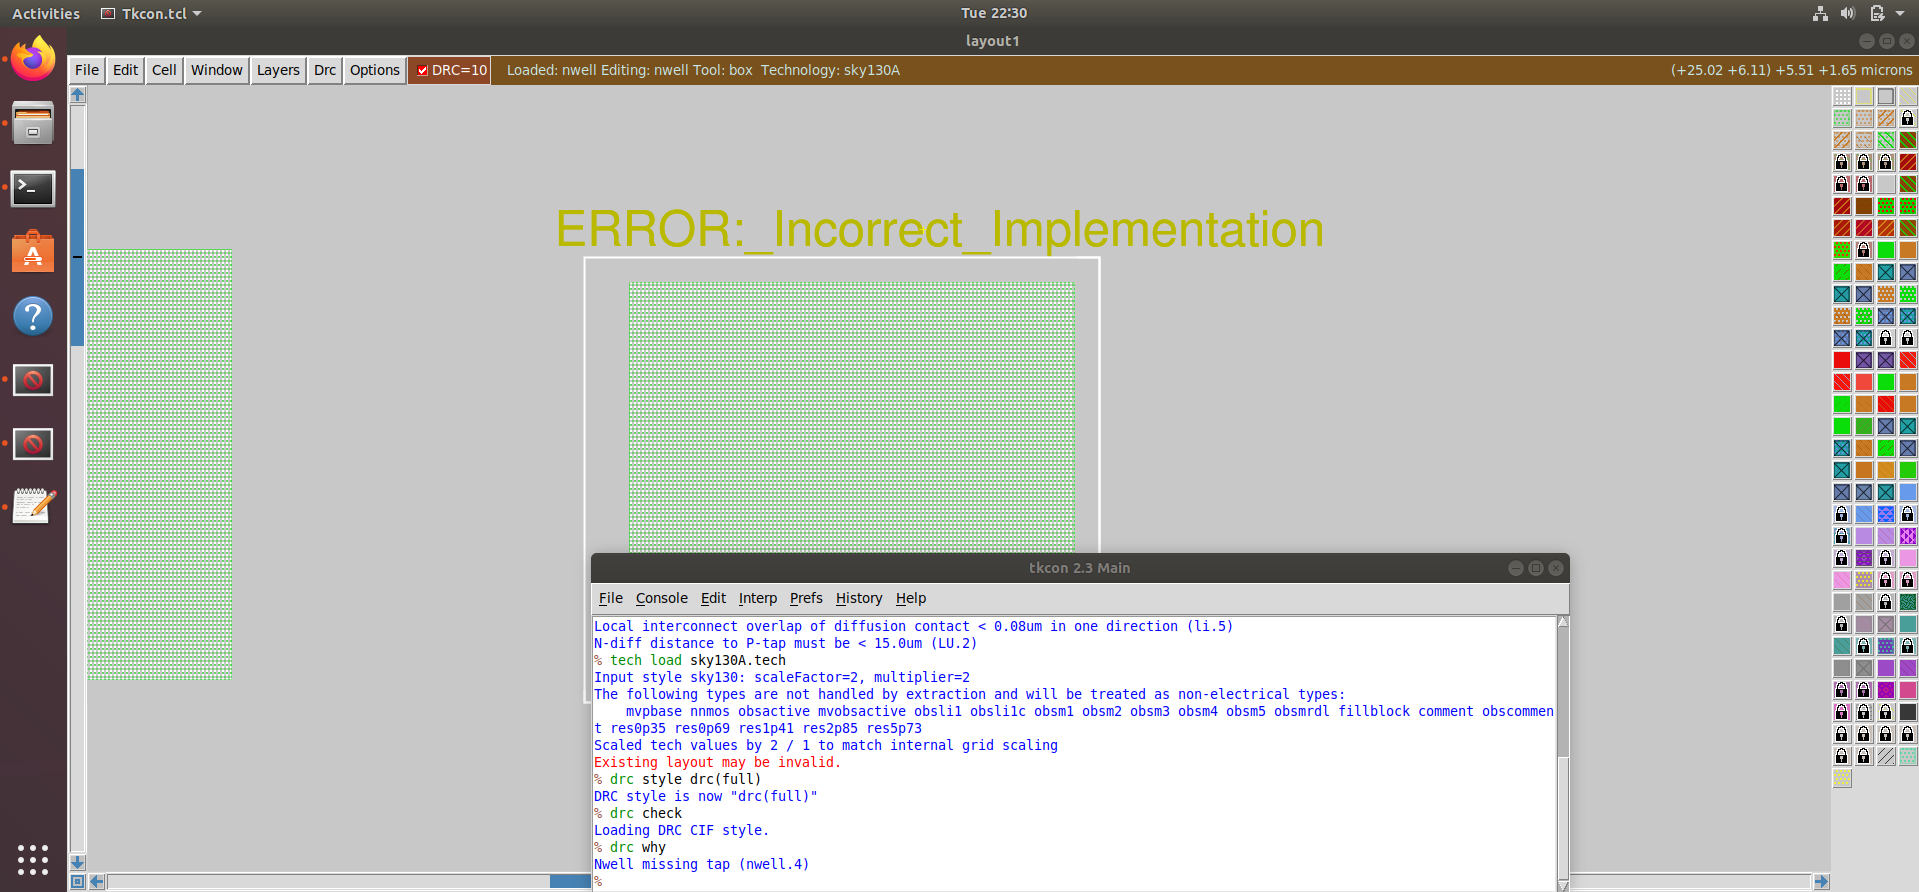 Activities Tkcon.tcl Tue 22:30
layout1
File Edit Cell Window Layers Drc Options DRC=10 Loaded: nwell Editing: nwell Tool: box Technology: sky130A (+25.02 +6.11) +5.51 +1.65 microns
ERROR:_Incorrect_Implementation
tkcon 2.3 Main
File Console Edit Interp Prefs History Help
Local interconnect overlap of diffusion contact < 0.08um in one direction (li.5)
N-diff distance to P-tap must be < 15.0um (LU.2)
% tech load sky130A.tech
Input style sky130: scaleFactor=2, multiplier=2
The following types are not handled by extraction and will be treated as non-electrical types:
mvpbase nnmos obsactive mvobsactive obsli1 obsli1c obsm1 obsm2 obsm3 obsm4 obsm5 obsmrdl fillblock comment obscommen
t res0p35 res0p69 res1p41 res2p85 res5p73
Scaled tech values by 2 / 1 to match internal grid scaling
Existing layout may be invalid.
% drc style drc(full)
DRC style is now "drc(full)"
% drc check
Loading DRC CIF style.
% drc why
Nwell missing tap (nwell.4)
%